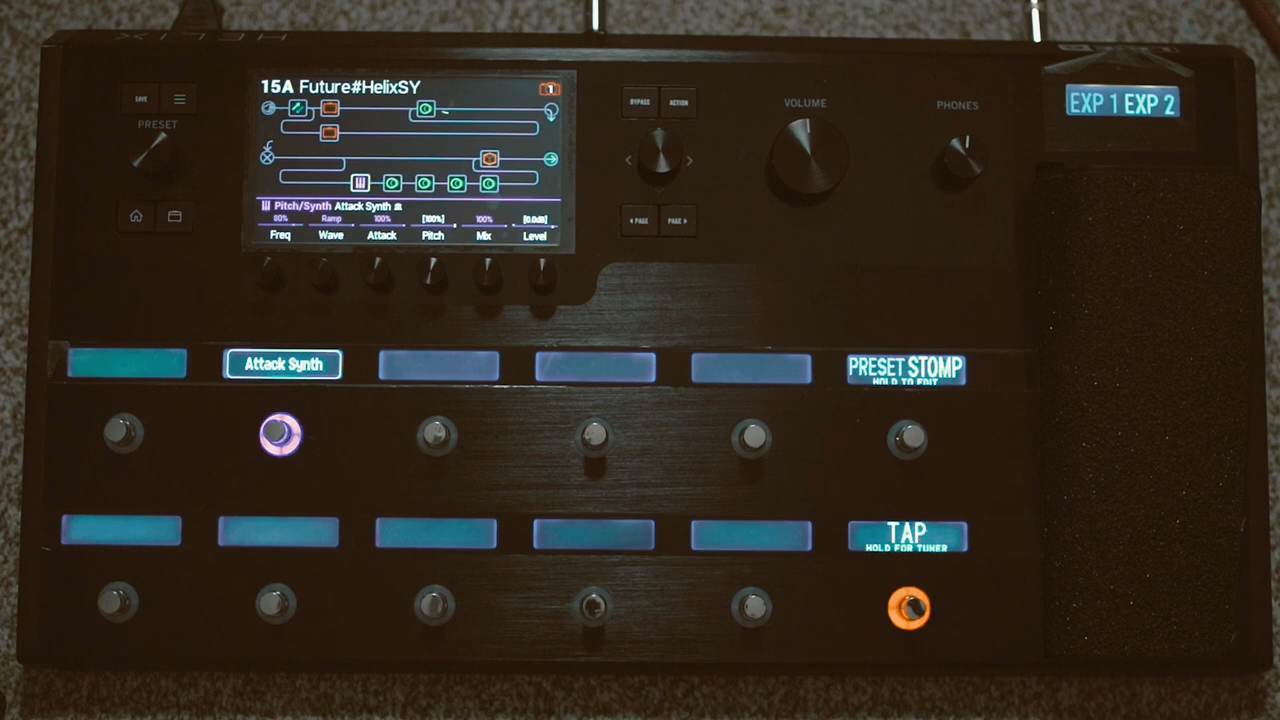 HELIX
15A Future#HelixSY
1
SAVE
PRESET
BYPASS
ACTION
VOLUME
PHONES
EXP 1 EXP 2
Pitch/Synth Attack Synth
80% Ramp 100% [100%] 100% [0.0dB]
Freq Wave Attack Pitch Mix Level
PAGE
PAGE
Attack Synth
PRESET STOMP
HOLD TO EDIT
TAP
HOLD FOR TUNER